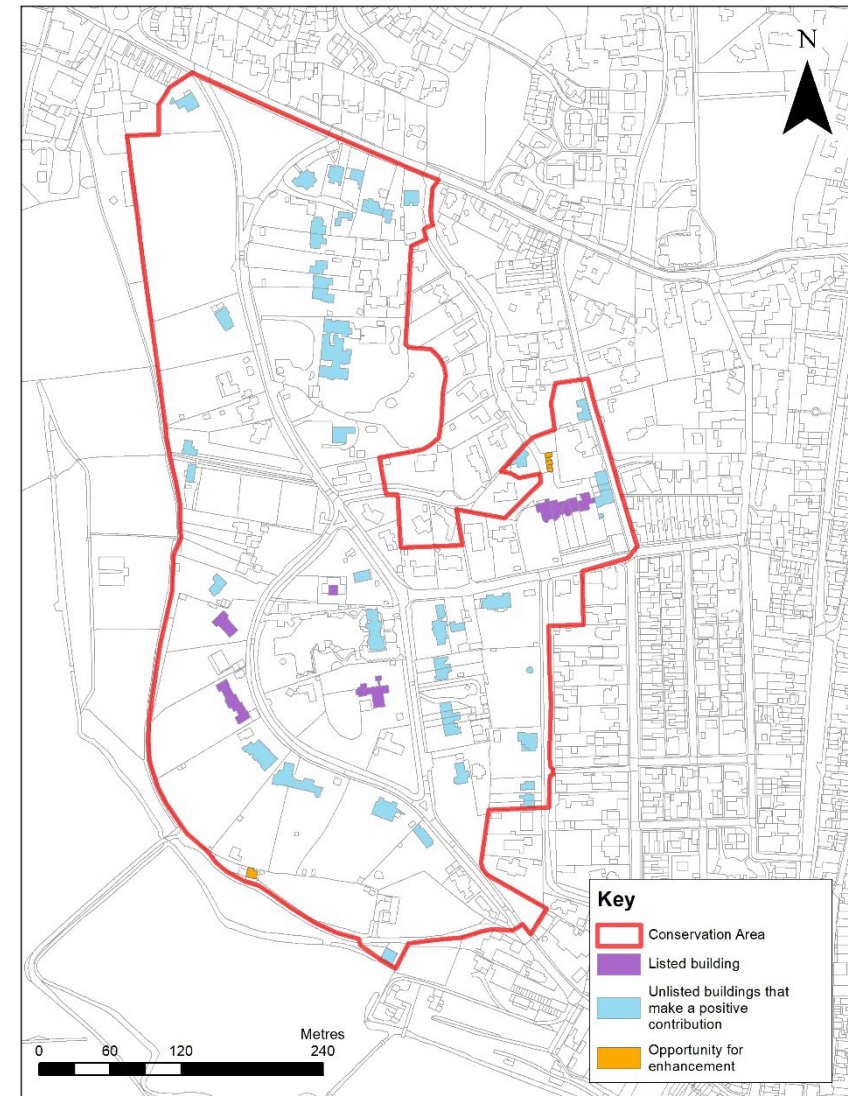 N
Key
Conservation Area
Listed building
Unlisted buildings that
make a positive
contribution
Opportunity for
enhancement
Metres
0 60 120 240